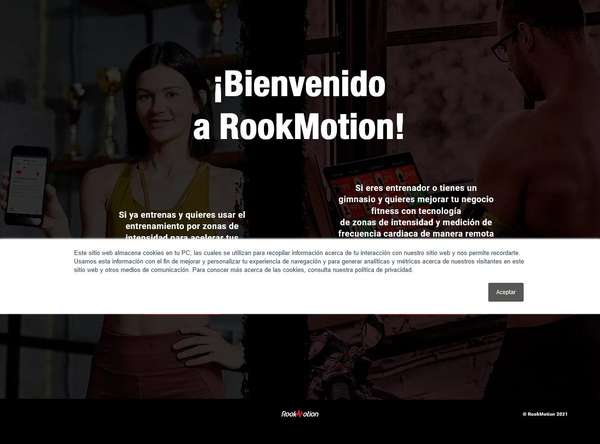 ¡Bienvenido
a RookMotion!
Si ya entrenas y quieres usar el
entrenamiento por zonas de
intensidad para acelerar tus
Si eres entrenador o tienes un
gimnasio y quieres mejorar tu negocio
fitness con tecnología
de zonas de intensidad y medición de
frecuencia cardiaca de manera remota
Este sitio web almacena cookies en tu PC, las cuales se utilizan para recopilar información acerca de tu interacción con nuestro sitio web y nos permite recordarte.
Usamos esta información con el fin de mejorar y personalizar tu experiencia de navegación y para generar analíticas y métricas acerca de nuestros visitantes en este
sitio web y otros medios de comunicación. Para conocer más acerca de las cookies, consulta nuestra política de privacidad.
Aceptar
RookMotion
© RookMotion 2021